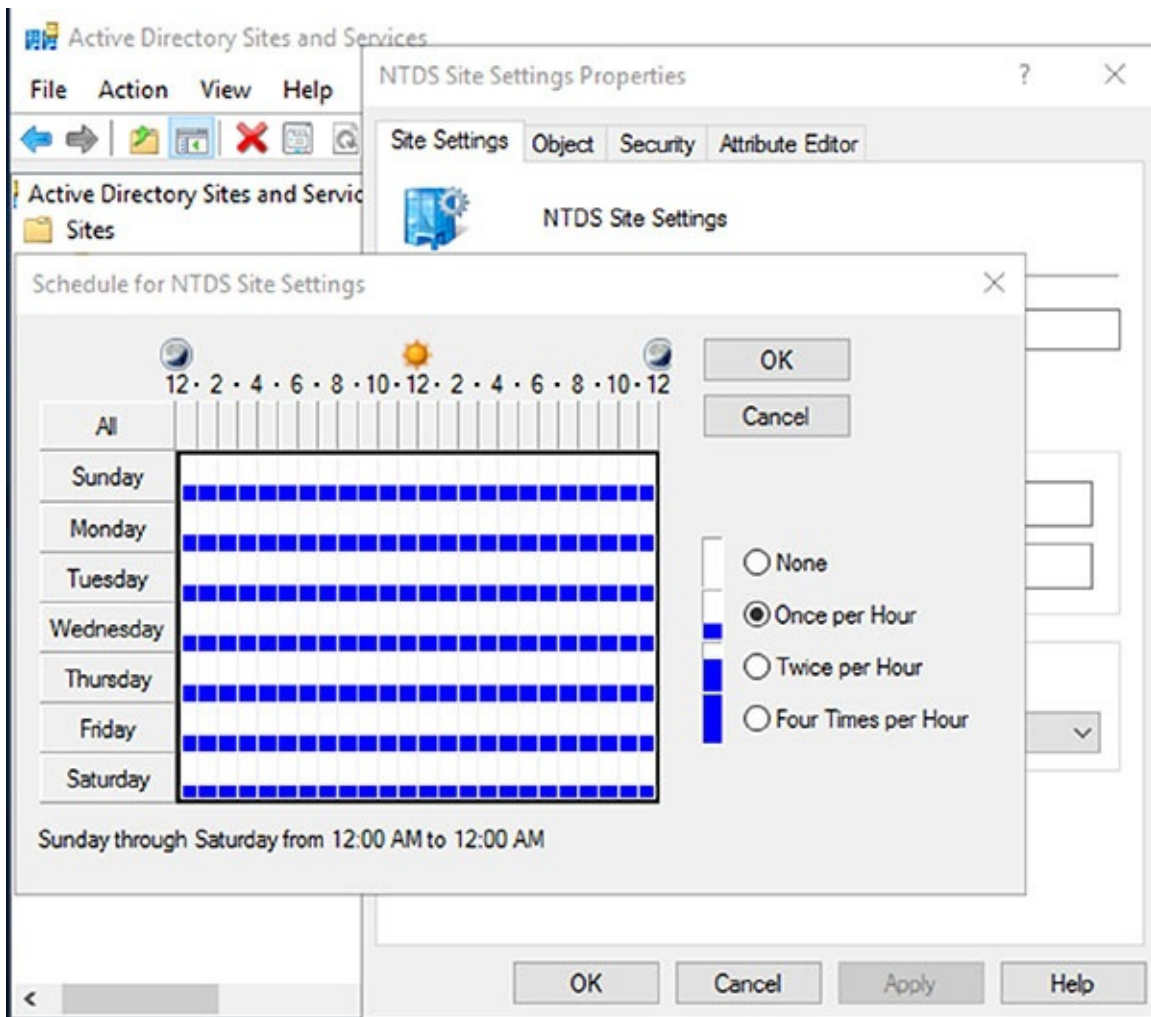 Active Directory Sites and Services
File Action View Help
Active Directory Sites and Servic
Sites
NTDS Site Settings Properties ?
Site Settings Object Security Attribute Editor
NTDS Site Settings
Schedule for NTDS Site Settings
12 · 2 · 4 · 6 · 8 · 10 · 12 · 2 · 4 · 6 · 8 · 10 · 12
All
Sunday
Monday
Tuesday
Wednesday
Thursday
Friday
Saturday
OK
Cancel
None
Once per Hour
Twice per Hour
Four Times per Hour
Sunday through Saturday from 12:00 AM to 12:00 AM
OK Cancel Apply Help